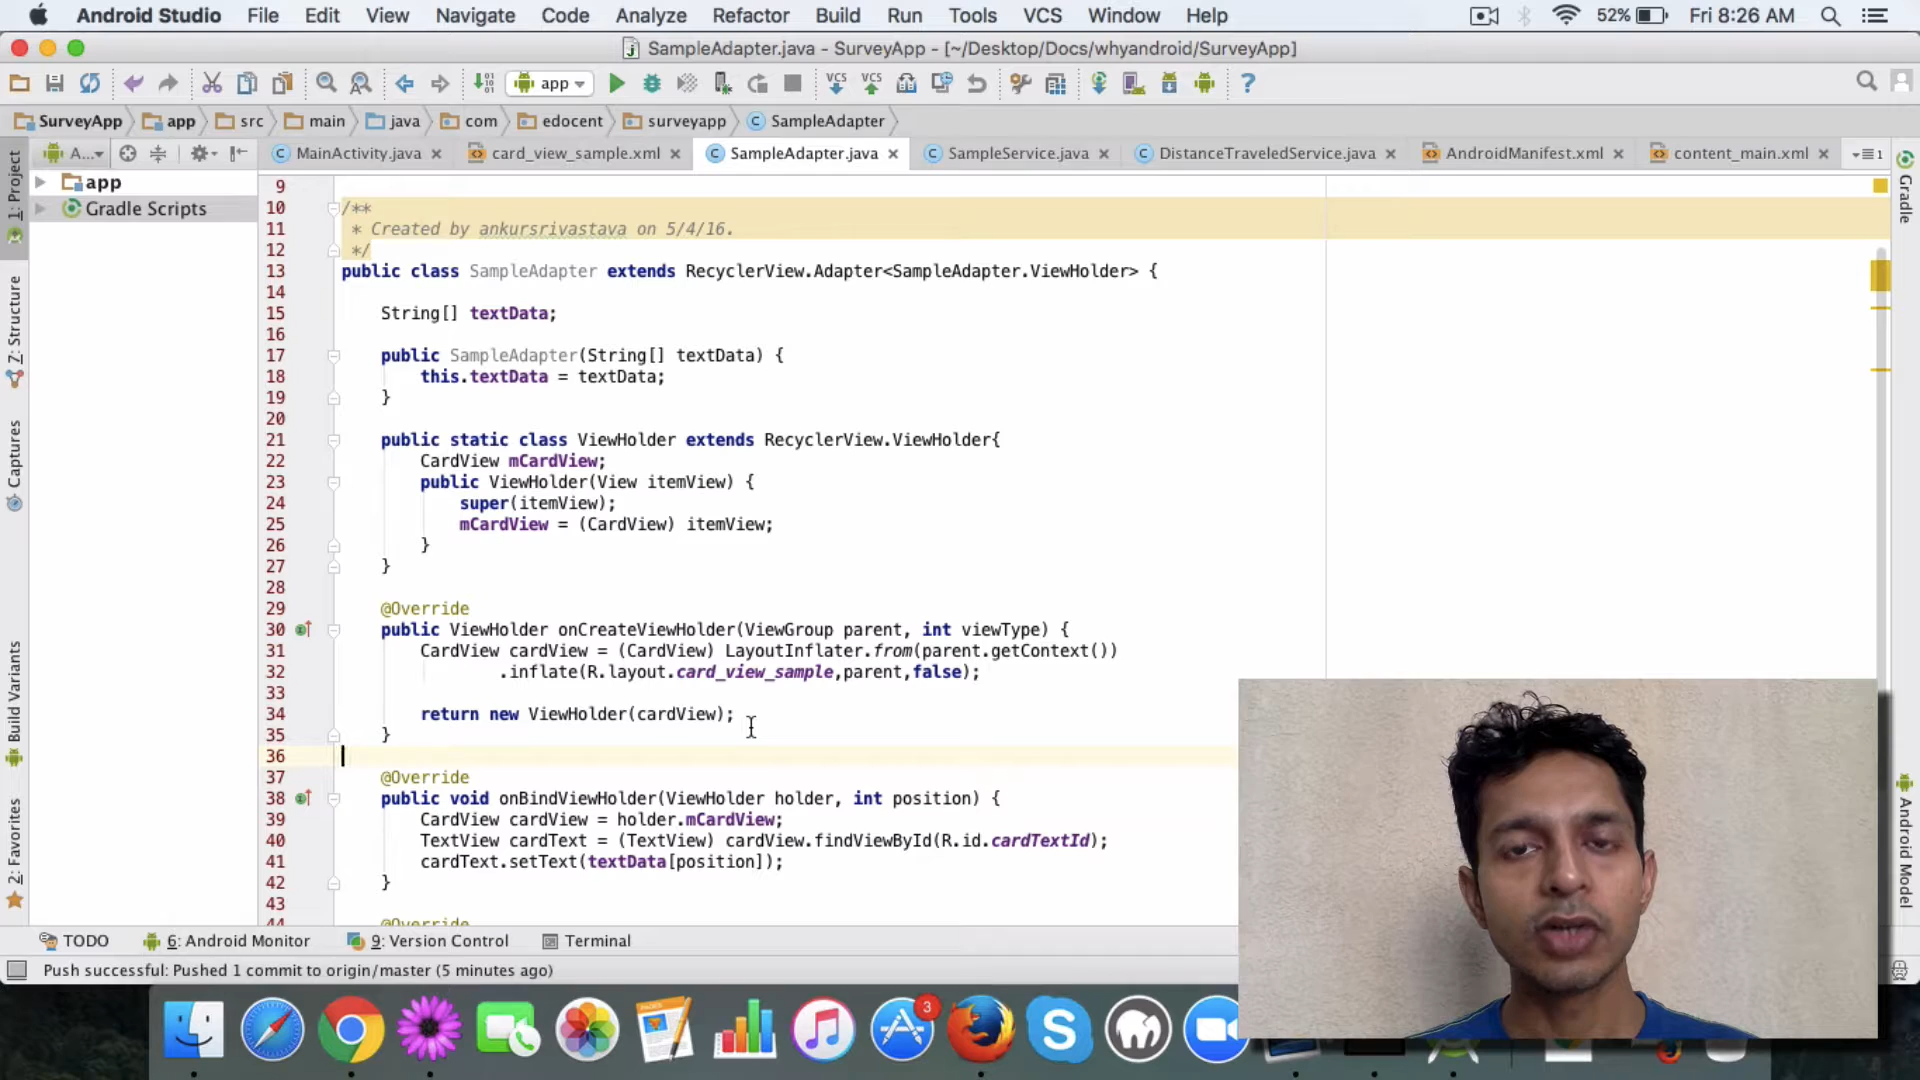 Android Studio File Edit View Navigate Code Analyze Refactor Build Run Tools VCS Window Help 52% Fri 8:26 AM
SampleAdapter.java - SurveyApp - [~/Desktop/Docs/whyandroid/SurveyApp]
app VCS VCS ?
SurveyApp app src main java com edocent surveyapp SampleAdapter
A... MainActivity.java card_view_sample.xml SampleAdapter.java SampleService.java DistanceTraveledService.java AndroidManifest.xml content_main.xml
app
Gradle Scripts
1: Project
7: Structure
Captures
Build Variants
2: Favorites
9
10 /**
11 * Created by ankursrivastava on 5/4/16.
12 */
13 public class SampleAdapter extends RecyclerView.Adapter<SampleAdapter.ViewHolder> {
14
15 String[] textData;
16
17 public SampleAdapter(String[] textData) {
18 this.textData = textData;
19 }
20
21 public static class ViewHolder extends RecyclerView.ViewHolder{
22 CardView mCardView;
23 public ViewHolder(View itemView) {
24 super(itemView);
25 mCardView = (CardView) itemView;
26 }
27 }
28
29 @Override
30 public ViewHolder onCreateViewHolder(ViewGroup parent, int viewType) {
31 CardView cardView = (CardView) LayoutInflater.from(parent.getContext())
32 .inflate(R.layout.card_view_sample,parent,false);
33
34 return new ViewHolder(cardView);
35 }
36
37 @Override
38 public void onBindViewHolder(ViewHolder holder, int position) {
39 CardView cardView = holder.mCardView;
40 TextView cardText = (TextView) cardView.findViewById(R.id.cardTextId);
41 cardText.setText(textData[position]);
42 }
43
44 @Override
Gradle
Android Model
TODO 6: Android Monitor 9: Version Control Terminal
Push successful: Pushed 1 commit to origin/master (5 minutes ago)
3